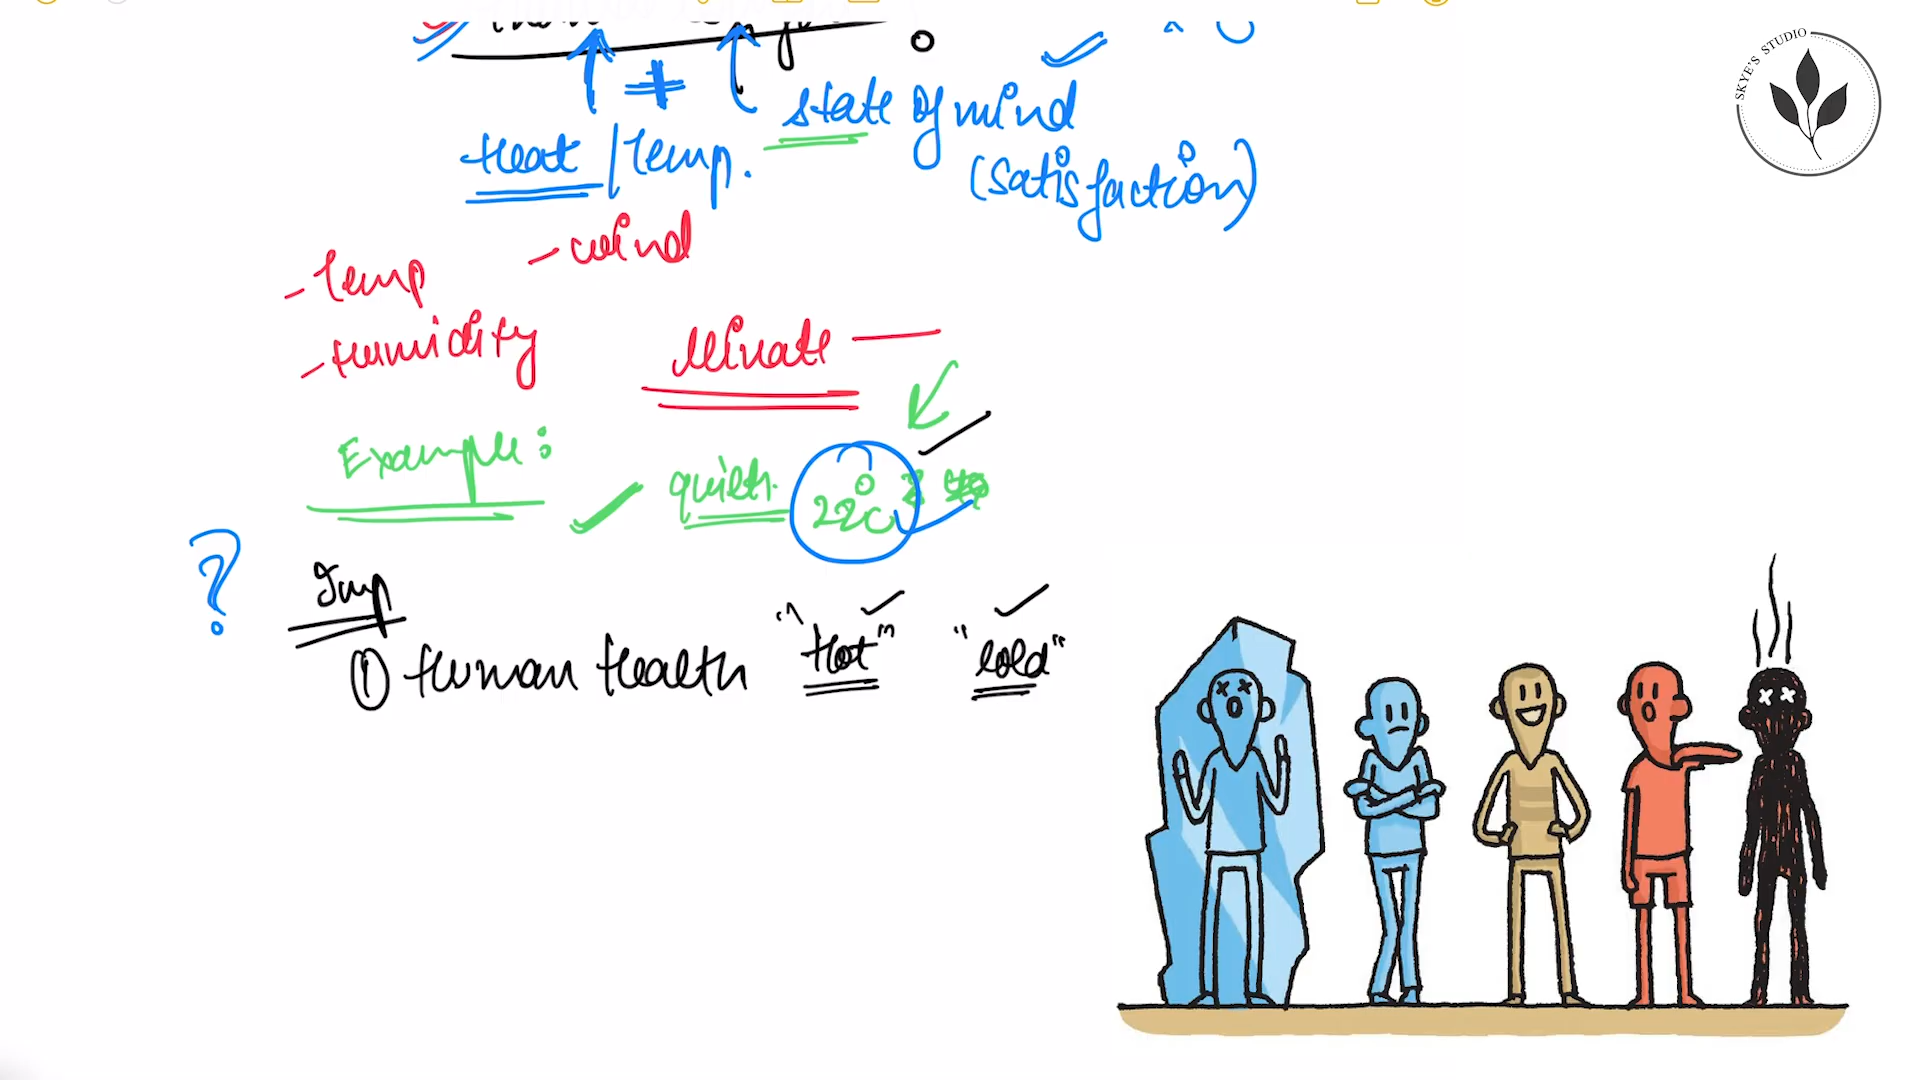 SKYE'S STUDIO
state of mind
Heat / Temp.
(satisfaction)
- Temp
- wind
- Humidity
climate —
Example:
22°C
Imp
① Human Health "Hot" "cold"
?